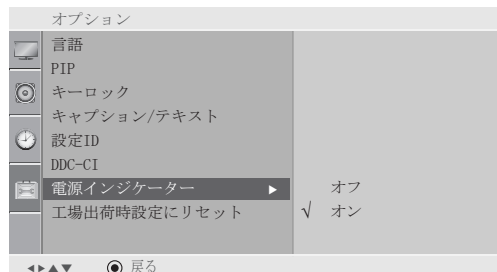 オプション
言語
PIP
キーロック
キャプション/テキスト
設定ID
DDC-CI
電源インジケーター ▶ オフ
工場出荷時設定にリセット √ オン
◀▶▲▼ ◉ 戻る